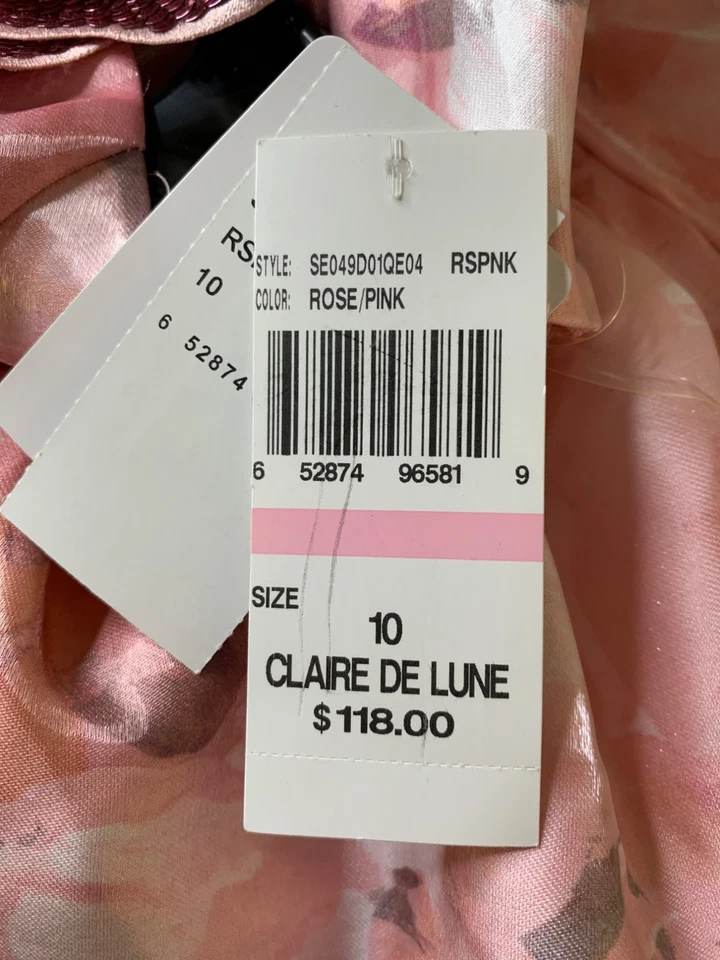 STYLE: SE049D01QE04 RSPNK
COLOR: ROSE/PINK
6 52874 96581 9
SIZE
10
CLAIRE DE LUNE
$118.00
RS
10
6 52874